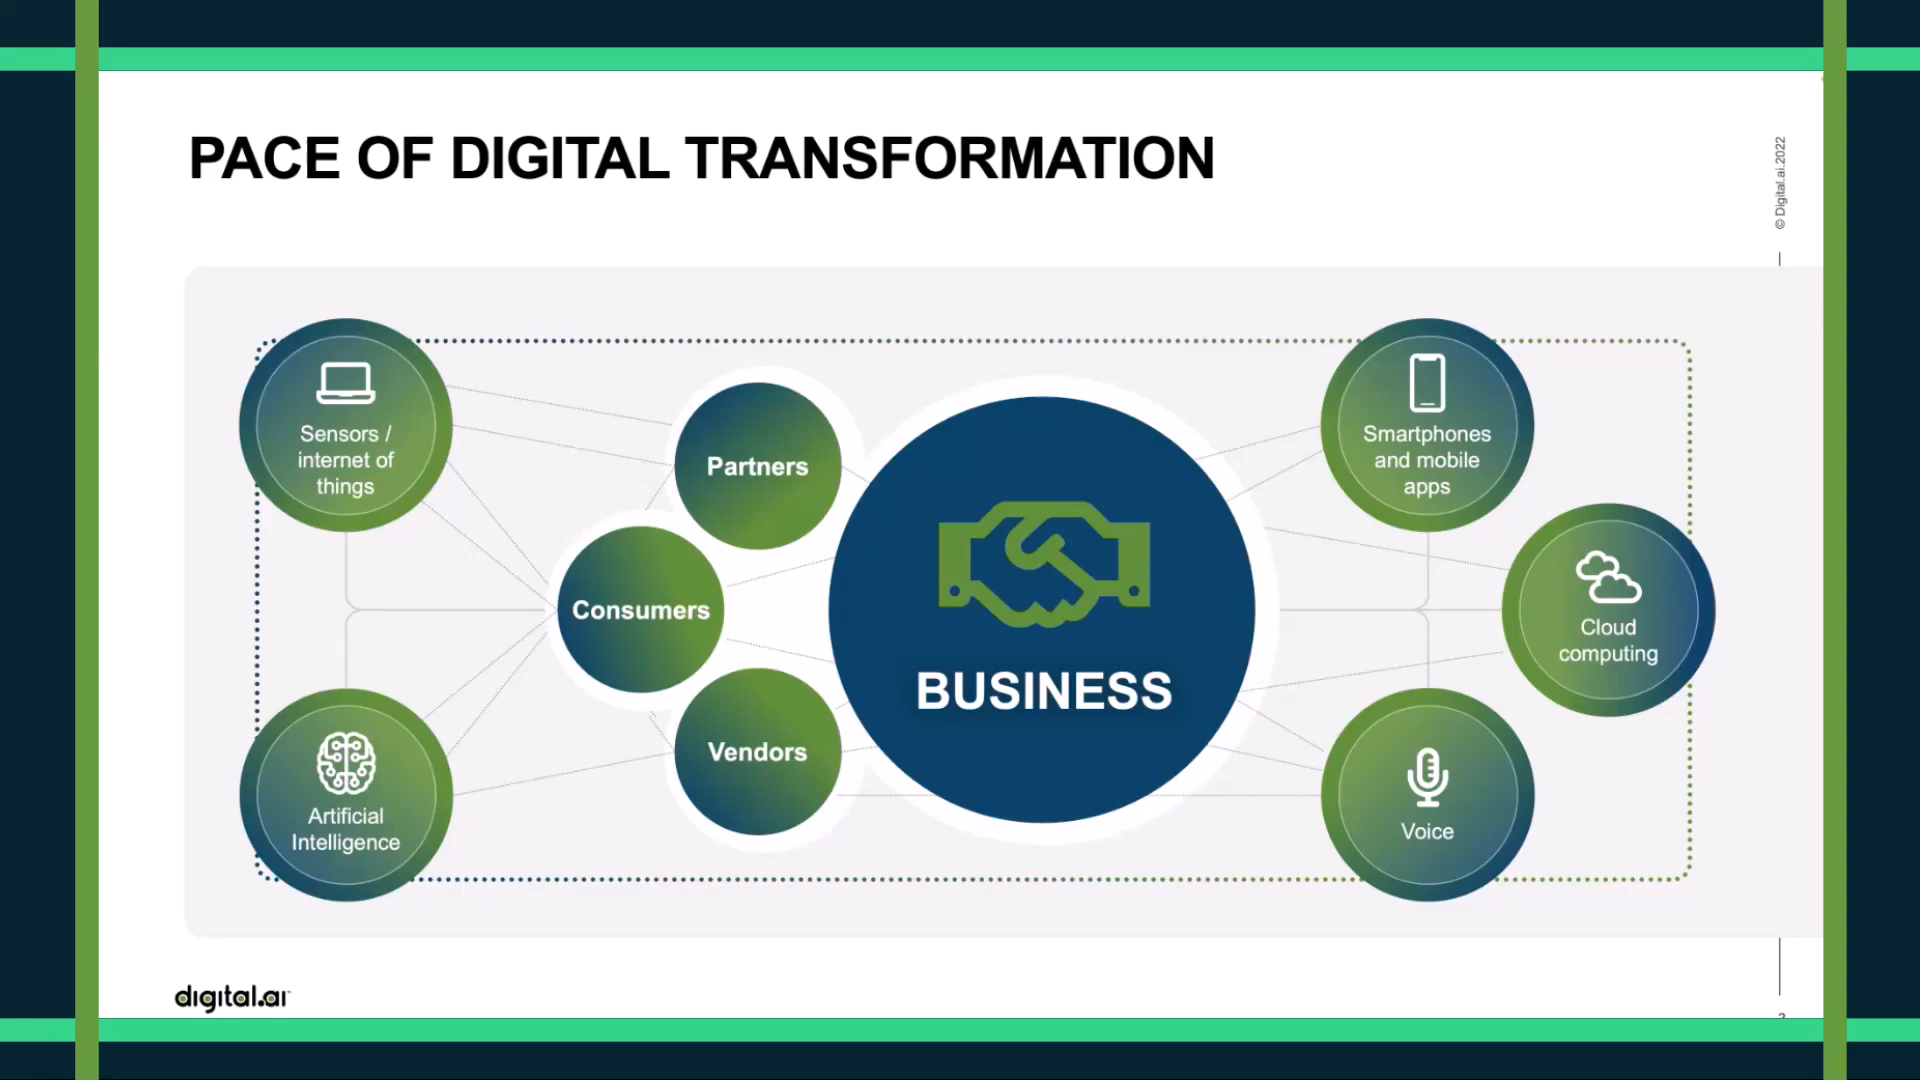 PACE OF DIGITAL TRANSFORMATION
© Digital.ai.2022
Sensors /
internet of
things
Partners
Smartphones
and mobile
apps
Consumers
BUSINESS
Cloud
computing
Vendors
Artificial
Intelligence
Voice
digital.ai